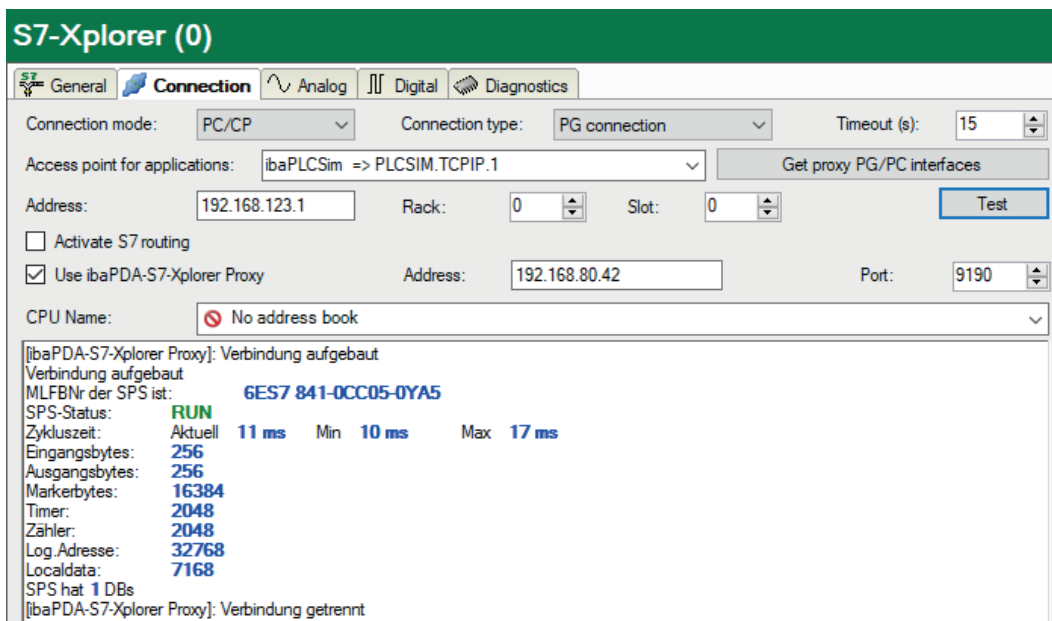 S7-Xplorer (0)
S7 General Connection Analog Digital Diagnostics
Connection mode: PC/CP Connection type: PG connection Timeout (s): 15
Access point for applications: ibaPLCSim => PLCSIM.TCPIP.1 Get proxy PG/PC interfaces
Address: 192.168.123.1 Rack: 0 Slot: 0 Test
Activate S7 routing
Use ibaPDA-S7-Xplorer Proxy Address: 192.168.80.42 Port: 9190
CPU Name: No address book
[ibaPDA-S7-Xplorer Proxy]: Verbindung aufgebaut
Verbindung aufgebaut
MLFBNr der SPS ist: 6ES7 841-0CC05-0YA5
SPS-Status: RUN
Zykluszeit: Aktuell 11 ms Min 10 ms Max 17 ms
Eingangsbytes: 256
Ausgangsbytes: 256
Markerbytes: 16384
Timer: 2048
Zähler: 2048
Log.Adresse: 32768
Localdata: 7168
SPS hat 1 DBs
[ibaPDA-S7-Xplorer Proxy]: Verbindung getrennt